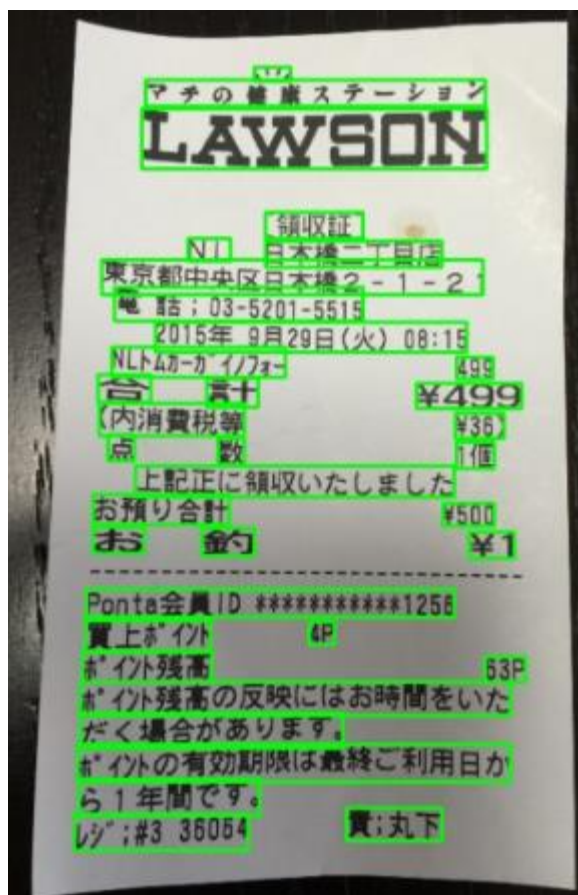 マチの健康ステーション
LAWSON
領収証
NL 日本橋二丁目店
東京都中央区日本橋2-1-21
電 話;03-5201-5515
2015年 9月29日(火) 08:15
NLトムカーガイノフォー 499
合 計 ¥499
(内消費税等 ¥36)
点 数 1個
上記正に領収いたしました
お預り合計 ¥500
お 釣 ¥1
Ponta会員ID ***********1256
買上ポイント 4P
ポイント残高 63P
ポイント残高の反映にはお時間をいた
だく場合があります。
ポイントの有効期限は最終ご利用日か
ら1年間です。
レジ;#3 36054 責;丸下